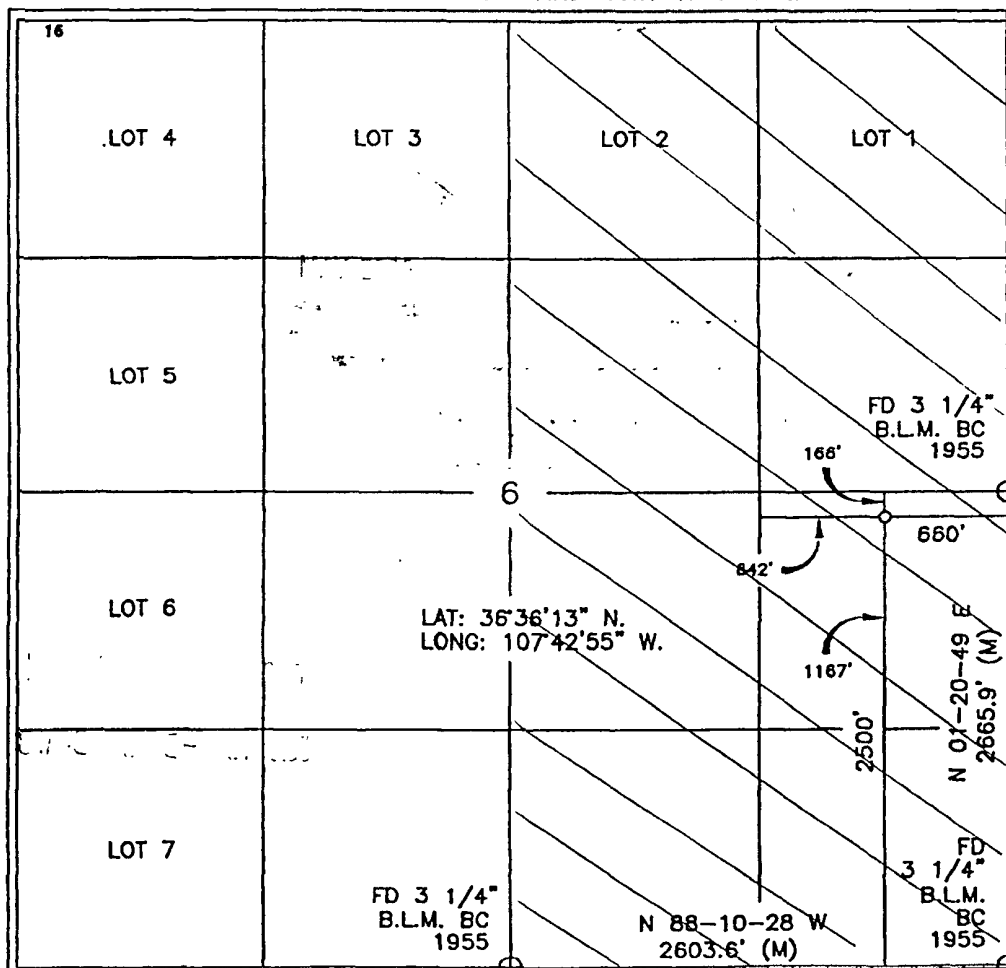 16
LOT 4
LOT 3
LOT 2
LOT 1
LOT 5
FD 3 1/4"
B.L.M. BC
1955
166'
6
660'
642'
LOT 6
LAT: 36°36'13" N.
LONG: 107°42'55" W.
1167'
2500'
N 01-20-49 E
2665.9' (M)
LOT 7
FD 3 1/4"
B.L.M. BC
1955
N 88-10-28 W
2603.6' (M)
FD
3 1/4"
B.L.M.
BC
1955